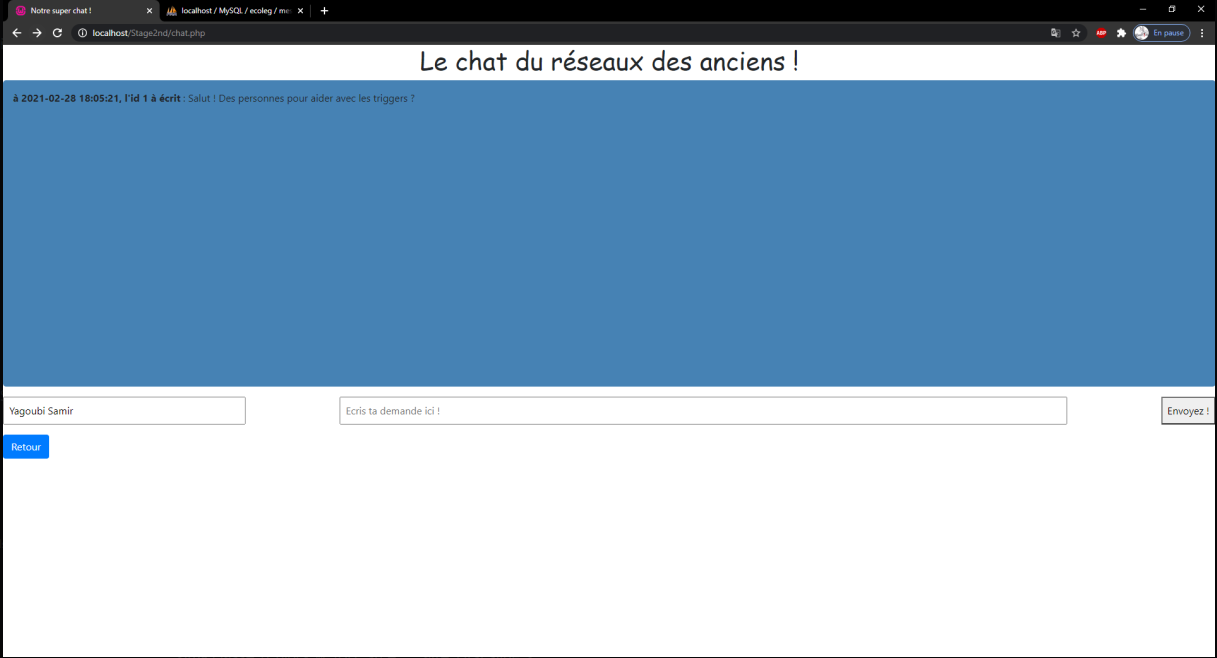 Notre super chat !
localhost / MySQL / ecoleg / me
localhost/Stage2nd/chat.php
ABP
En pause
Le chat du réseaux des anciens !
à 2021-02-28 18:05:21, l'id 1 à écrit : Salut ! Des personnes pour aider avec les triggers ?
Yagoubi Samir
Ecris ta demande ici !
Envoyez !
Retour